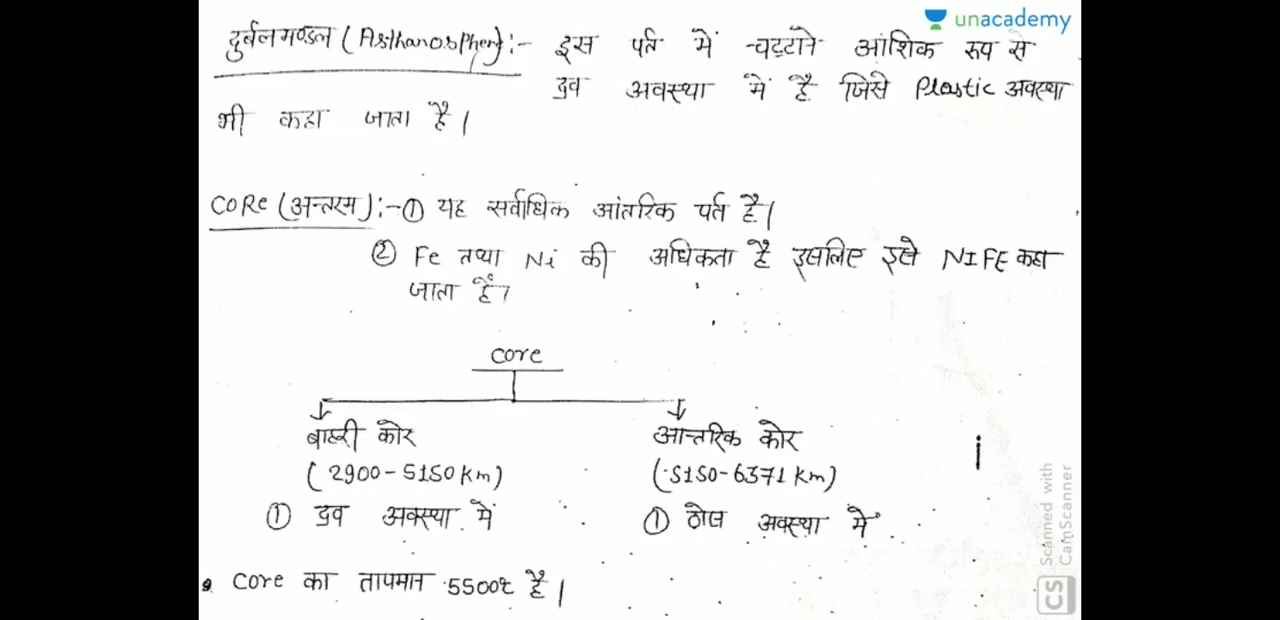 unacademy
दुर्बलमण्डल (Asthanosphere):- इस पर्त में चट्टाने आंशिक रूप से
द्रव अवस्था में है जिसे Plastic अवस्था
भी कहा जाता है।
CORe (अन्तरम):- ① यह सर्वाधिक आंतरिक पर्त है।
② Fe तथा Ni की अधिकता है इसलिए इसे NIFE कहा
जाता है।
core
बाहरी कोर आन्तरिक कोर
(2900-5150 Km) (5150-6371 Km)
① द्रव अवस्था में ① ठोस अवस्था में
core का तापमान 5500℃ है।
Scanned with
CamScanner
CS